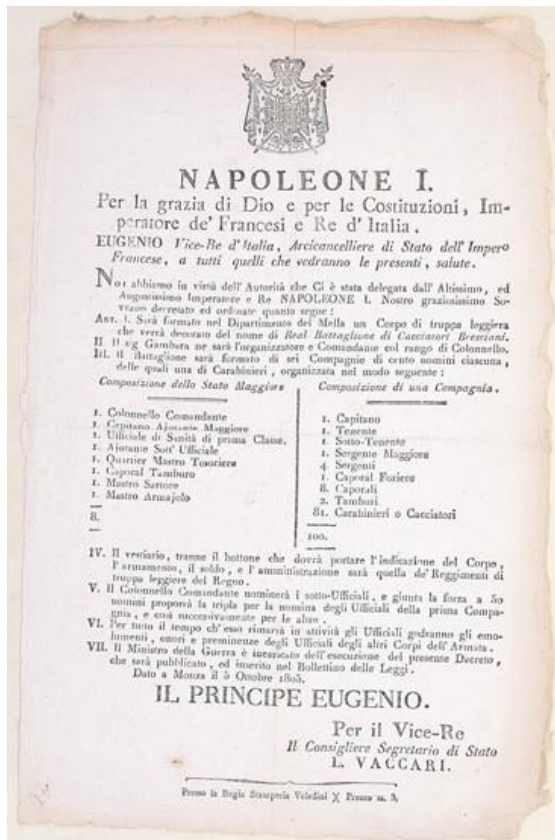 NAPOLEONE I.
Per la grazia di Dio e per le Costituzioni, Im-
peratore de' Francesi e Re d'Italia.
EUGENIO Vice-Re d'Italia, Arcicancelliere di Stato dell'Impero
Francese, a tutti quelli che vedranno le presenti, salute.
Noi abbiamo in virtù dell'Autorità che Ci è stata delegata dall'Altissimo, ed
Augustissimo Imperatore e Re NAPOLEONE I. Nostro graziosissimo So-
vrano decretato ed ordinato quanto segue:
ART. I. Sarà formato nel Dipartimento del Mella un Corpo di truppa leggiera
che verrà decorato del nome di Real Battaglione di Cacciatori Bresciani.
II. Il sig Gambara ne sarà l'organizzatore e Comandante col rango di Colonnello.
III. Il Battaglione sarà formato di sei Compagnie di cento uomini ciascuna,
delle quali una di Carabinieri, organizzata nel modo seguente:
Composizione dello Stato Maggiore
1. Colonnello Comandante
1. Capitano Ajutante Maggiore
1. Ufficiale di Sanità di prima Classe.
1. Ajutante Sott' Ufficiale
1. Quartier Mastro Tesoriere
1. Caporal Tamburo
1. Mastro Sartore
1. Mastro Armajolo
8.
Composizione di una Compagnia.
1. Capitano
1. Tenente
1. Sotto-Tenente
1. Sergente Maggiore
4. Sergenti
1. Caporal Foriere
8. Caporali
2. Tamburi
81. Carabinieri o Cacciatori
100.
IV. Il vestiario, tranne il bottone che dovrà portare l'indicazione del Corpo,
l'armamento, il soldo, e l'amministrazione sarà quella de' Reggimenti di
truppa leggiere del Regno.
V. Il Colonnello Comandante nominerà i sotto-Ufficiali, e giunta la forza a 50
uomini proporrà la tripla per la nomina degli Ufficiali della prima Compa-
gnia, e così successivamente per le altre.
VI. Per tutto il tempo ch'esso rimarrà in attività gli Ufficiali godranno gli emo-
lumenti, onori e preminenze degli Ufficiali degli altri Corpi dell'Armata.
VII. Il Ministro della Guerra è incaricato dell'esecuzione del presente Decreto,
che sarà pubblicato, ed inserito nel Bollettino delle Leggi.
Dato a Monza il 5 Ottobre 1805.
IL PRINCIPE EUGENIO.
Per il Vice-Re
Il Consigliere Segretario di Stato
L. VACCARI.
Presso la Regia Stamperia Veladini X Prezzo m. 3,